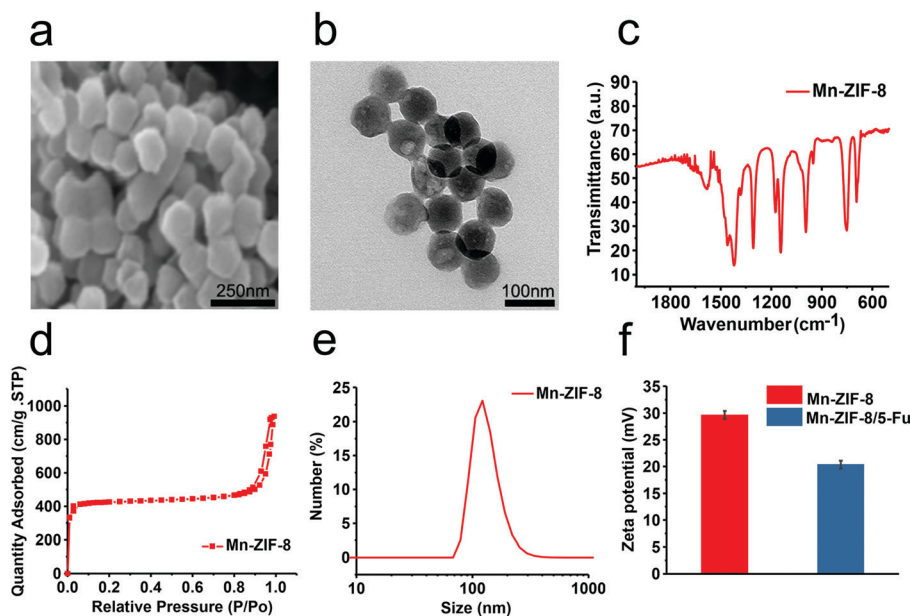 a
b
c
250nm
100nm
Mn-ZIF-8
Transimittance (a.u.)
80
70
60
50
40
30
20
10
1800 1500 1200 900 600
Wavenumber (cm-1)
d
e
f
Quantity Adsorbed (cm/g .STP)
1000
800
600
400
200
0
Mn-ZIF-8
0.0 0.2 0.4 0.6 0.8 1.0
Relative Pressure (P/Po)
Number (%)
25
20
15
10
5
0
Mn-ZIF-8
10 100 1000
Size (nm)
Zeta potential (mV)
35
30
25
20
15
10
5
0
Mn-ZIF-8
Mn-ZIF-8/5-Fu